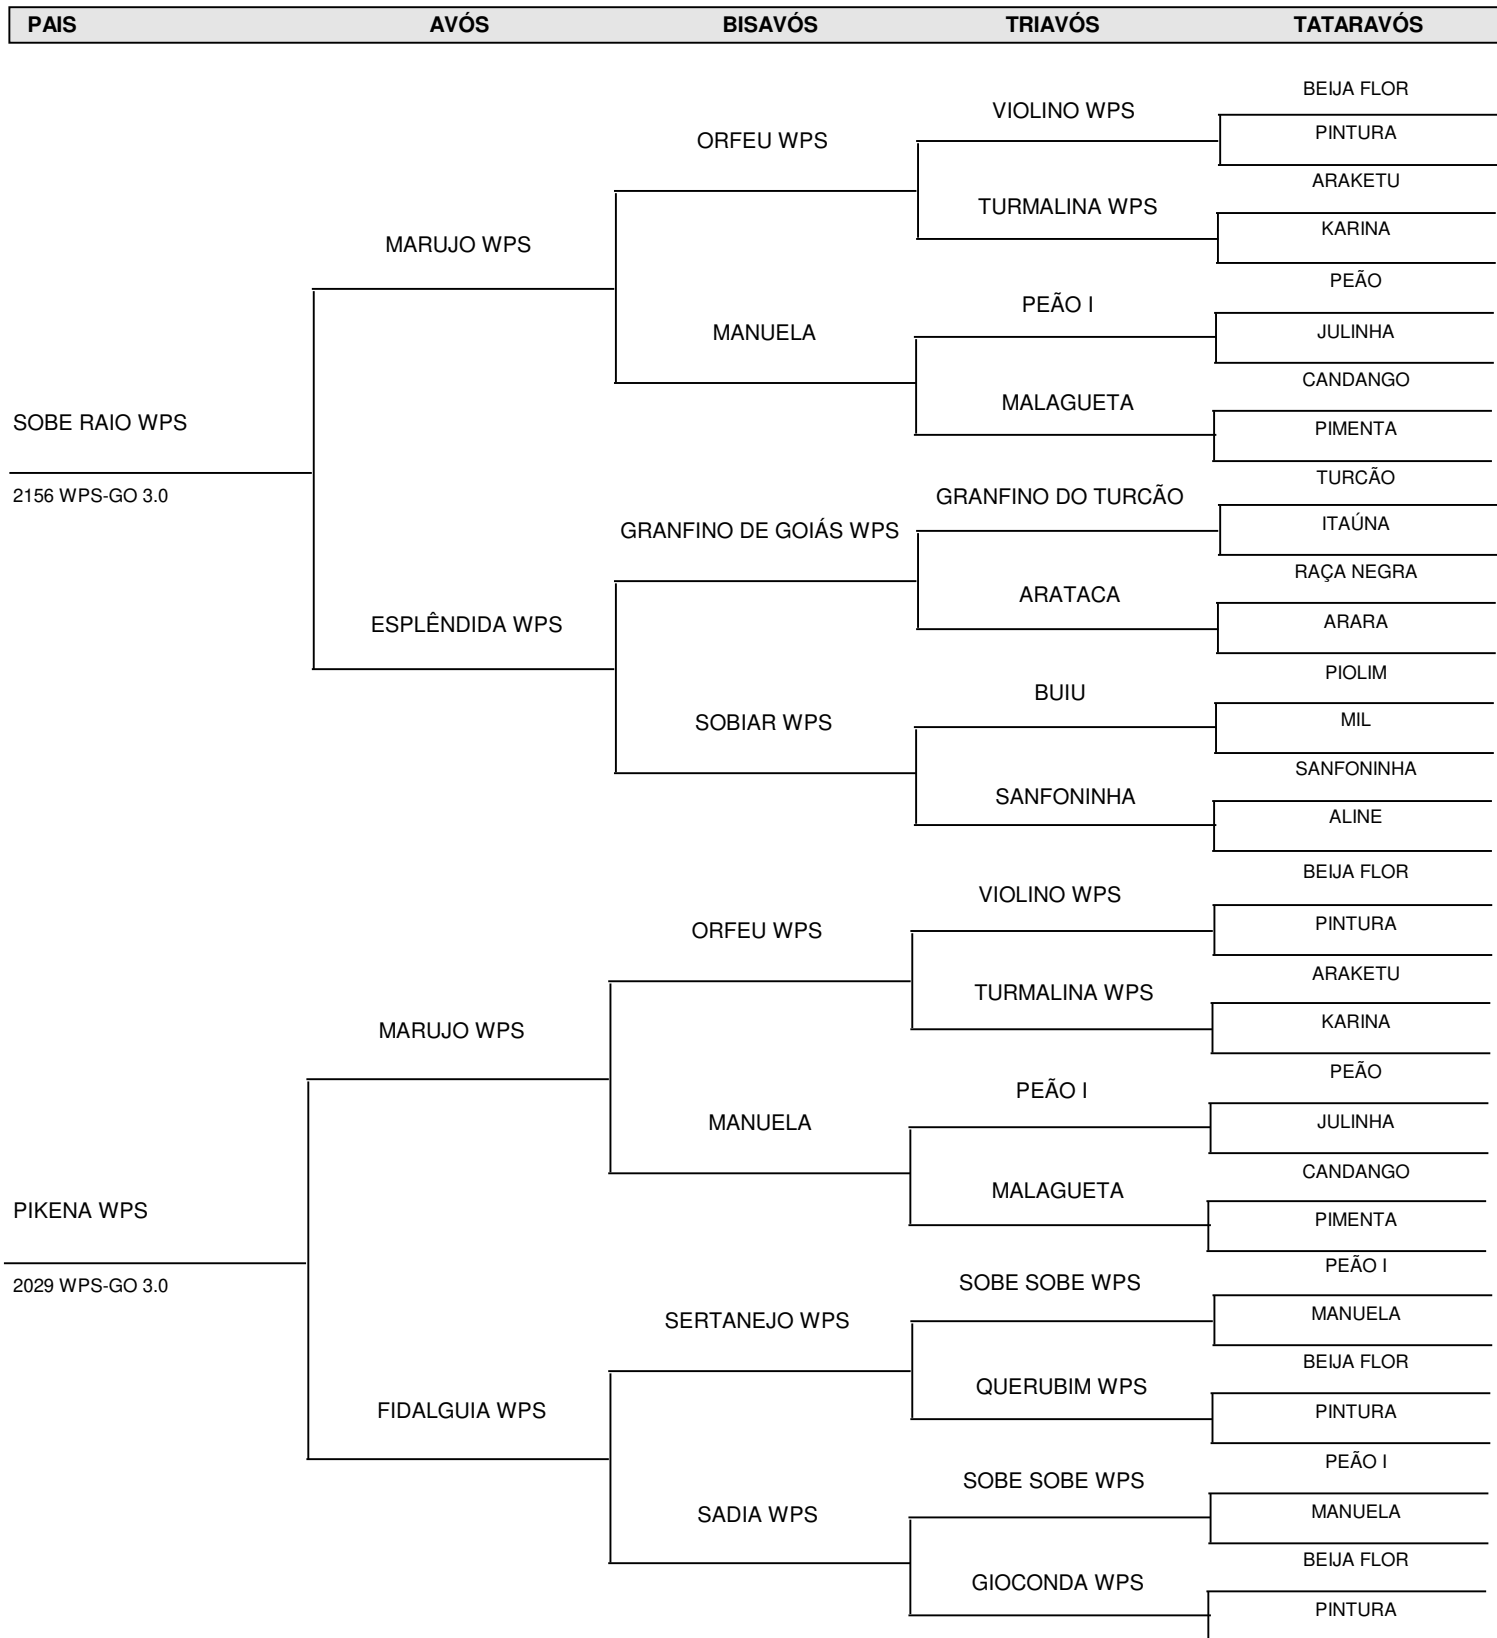 PAIS AVÓS BISAVÓS TRIAVÓS TATARAVÓS
BEIJA FLOR
VIOLINO WPS
PINTURA
ORFEU WPS
ARAKETU
TURMALINA WPS
KARINA
MARUJO WPS
PEÃO
PEÃO I
JULINHA
MANUELA
CANDANGO
MALAGUETA
PIMENTA
SOBE RAIO WPS
TURCÃO
2156 WPS-GO 3.0
GRANFINO DO TURCÃO
ITAÚNA
GRANFINO DE GOIÁS WPS
RAÇA NEGRA
ARATACA
ARARA
ESPLÊNDIDA WPS
PIOLIM
BUIU
MIL
SOBIAR WPS
SANFONINHA
SANFONINHA
ALINE
BEIJA FLOR
VIOLINO WPS
PINTURA
ORFEU WPS
ARAKETU
TURMALINA WPS
KARINA
MARUJO WPS
PEÃO
PEÃO I
JULINHA
MANUELA
CANDANGO
MALAGUETA
PIMENTA
PIKENA WPS
PEÃO I
2029 WPS-GO 3.0
SOBE SOBE WPS
MANUELA
SERTANEJO WPS
BEIJA FLOR
QUERUBIM WPS
PINTURA
FIDALGUIA WPS
PEÃO I
SOBE SOBE WPS
MANUELA
SADIA WPS
BEIJA FLOR
GIOCONDA WPS
PINTURA